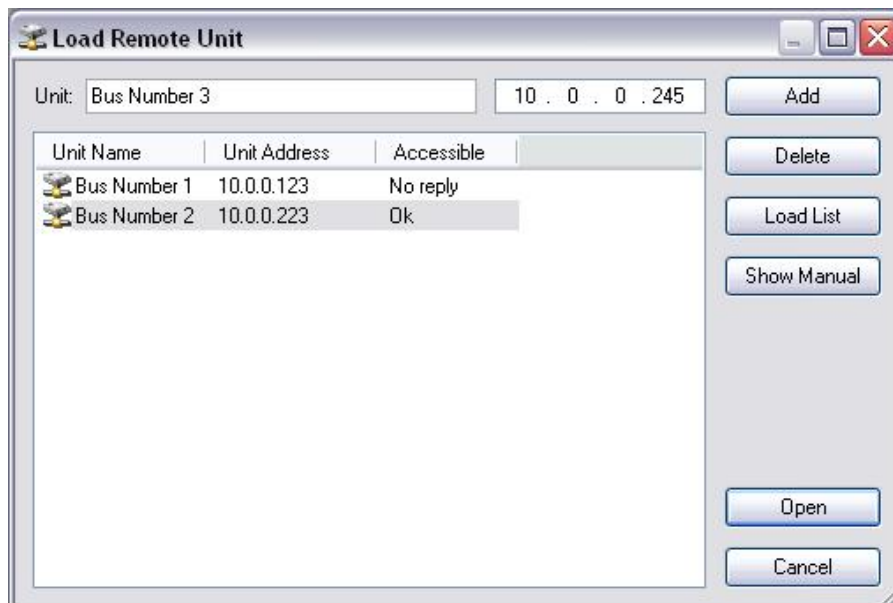 Load Remote Unit
Unit: Bus Number 3 10 . 0 . 0 . 245 Add
Unit Name Unit Address Accessible Delete
Bus Number 1 10.0.0.123 No reply
Bus Number 2 10.0.0.223 Ok Load List
Show Manual
Open
Cancel